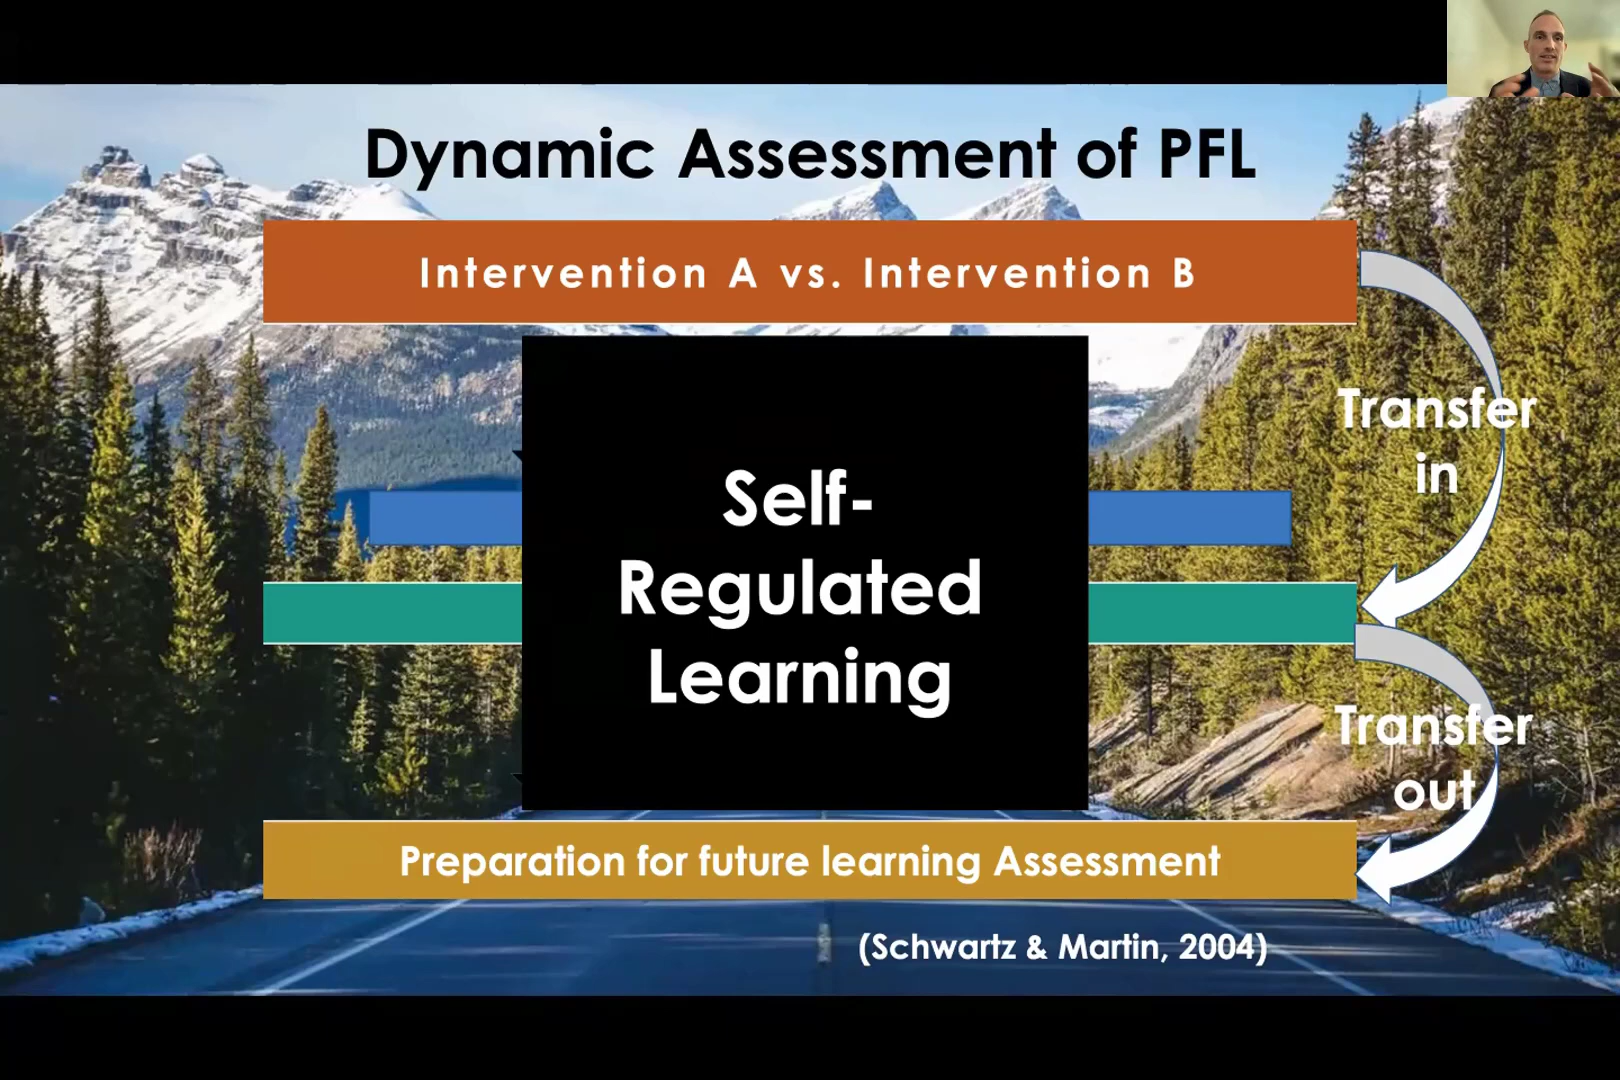 Dynamic Assessment of PFL
Intervention A vs. Intervention B
Transfer
in
Self-
Regulated
Learning
Transfer
out
Preparation for future learning Assessment
(Schwartz & Martin, 2004)